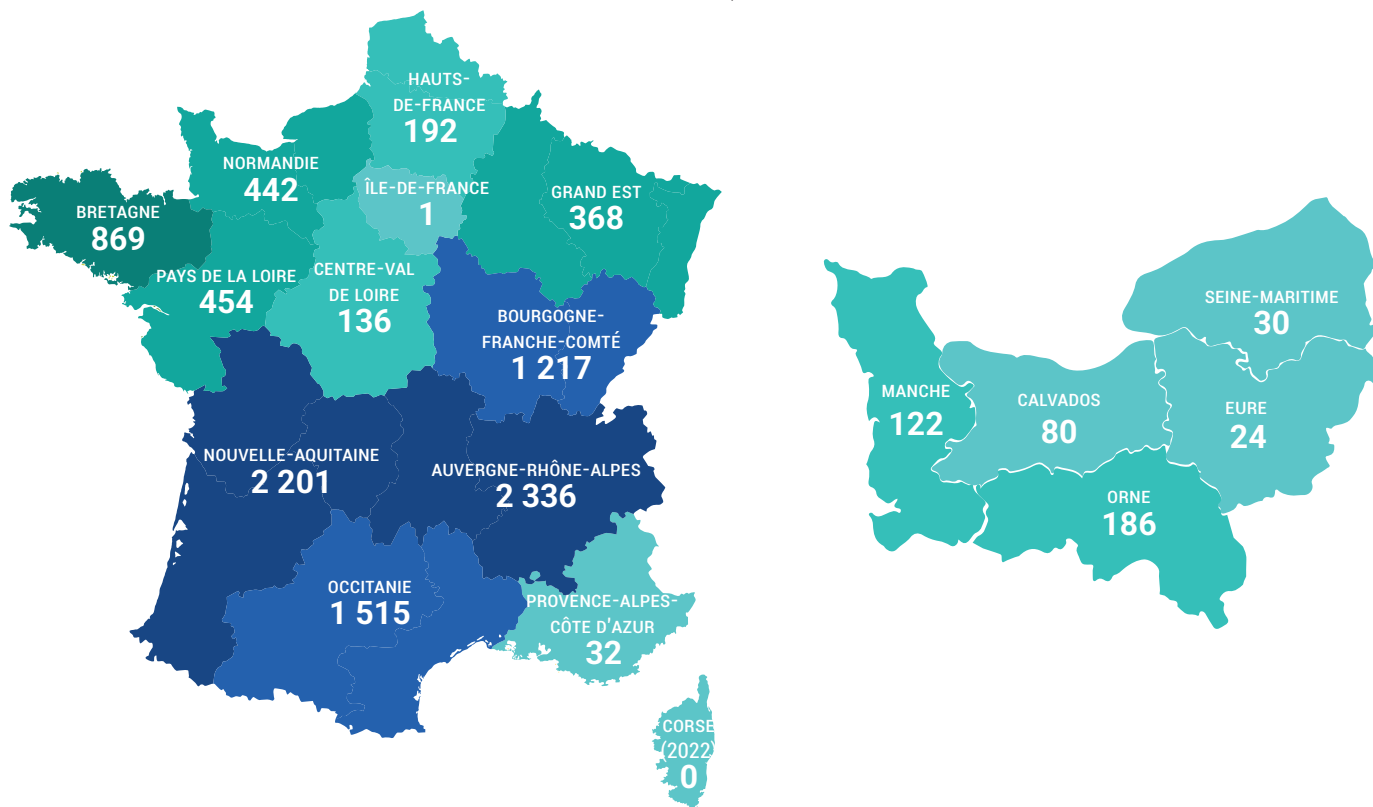 HAUTS-
DE-FRANCE
192
NORMANDIE
442
ÎLE-DE-FRANCE
1
GRAND EST
368
BRETAGNE
869
PAYS DE LA LOIRE
454
CENTRE-VAL
DE LOIRE
136
BOURGOGNE-
FRANCHE-COMTÉ
1 217
NOUVELLE-AQUITAINE
2 201
AUVERGNE-RHÔNE-ALPES
2 336
OCCITANIE
1 515
PROVENCE-ALPES-
CÔTE D'AZUR
32
CORSE
(2022)
0
SEINE-MARITIME
30
MANCHE
122
CALVADOS
80
EURE
24
ORNE
186